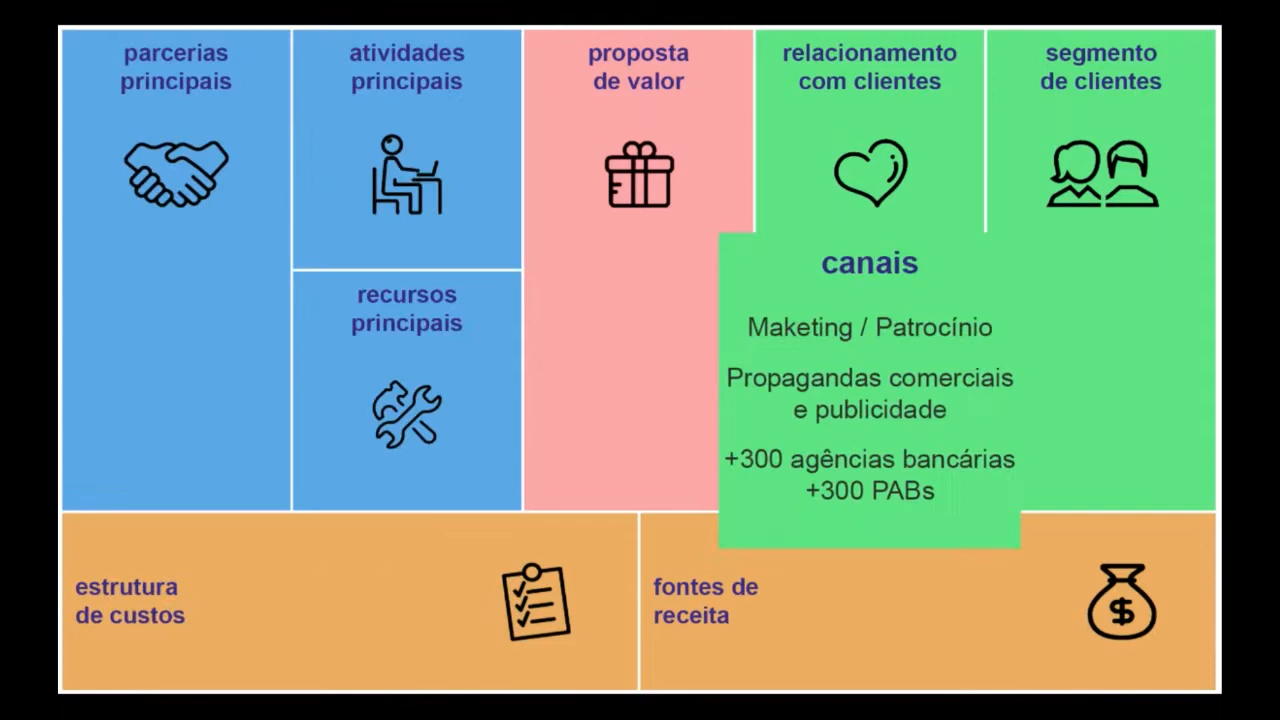 parcerias
principais
atividades
principais
proposta
de valor
relacionamento
com clientes
segmento
de clientes
recursos
principais
canais
Maketing / Patrocínio
Propagandas comerciais
e publicidade
+300 agências bancárias
+300 PABs
estrutura
de custos
fontes de
receita
$